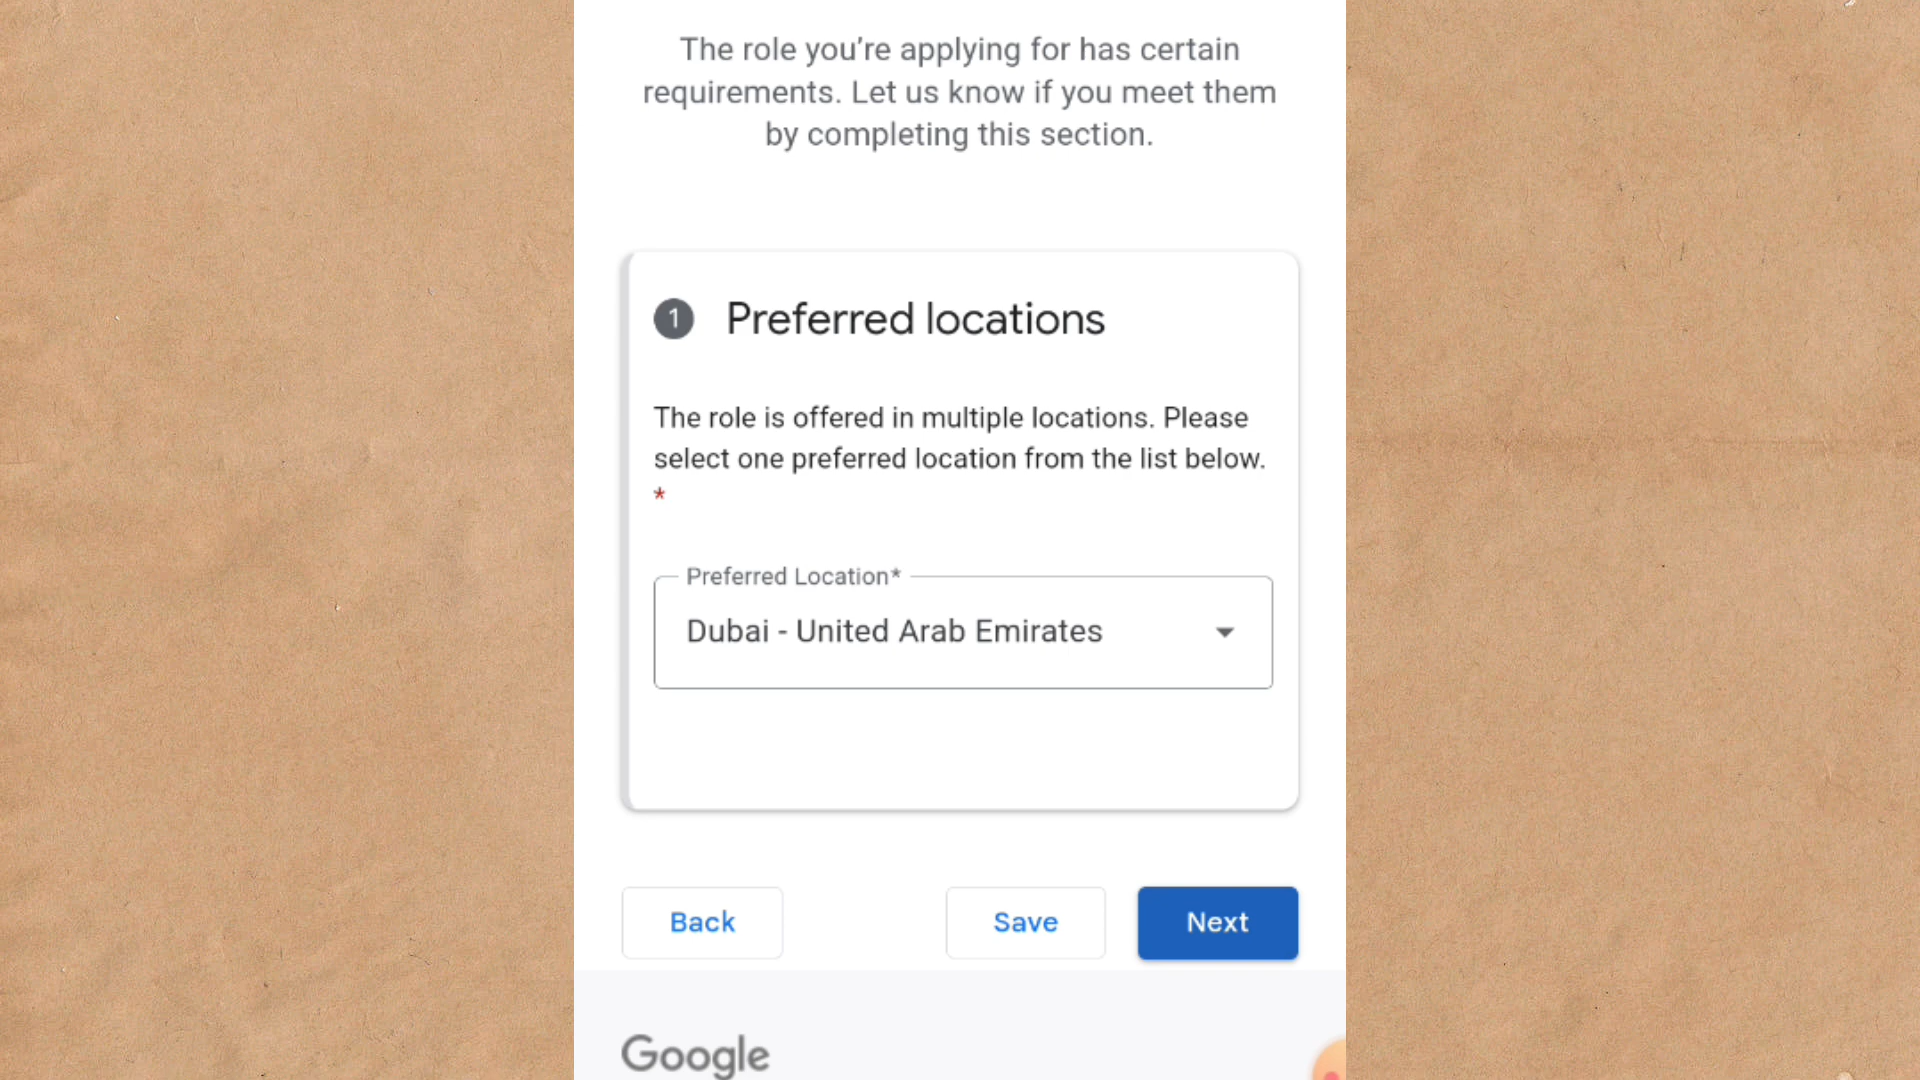 The role you’re applying for has certain
requirements. Let us know if you meet them
by completing this section.
1 Preferred locations
The role is offered in multiple locations. Please
select one preferred location from the list below.
*
Preferred Location*
Dubai - United Arab Emirates
Back Save Next
Google